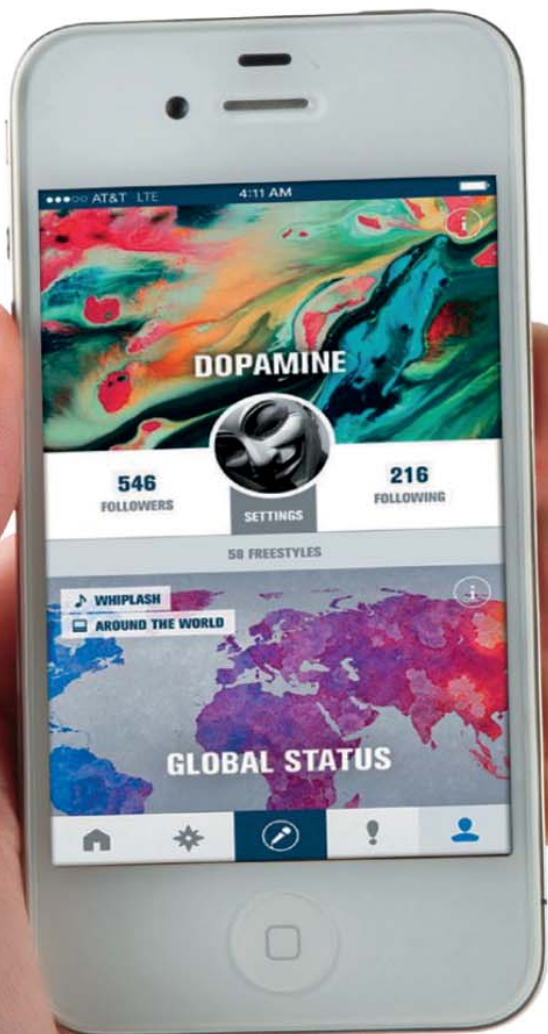 AT&T LTE
4:11 AM
DOPAMINE
546
FOLLOWERS
216
FOLLOWING
SETTINGS
58 FREESTYLES
WHIPLASH
AROUND THE WORLD
GLOBAL STATUS